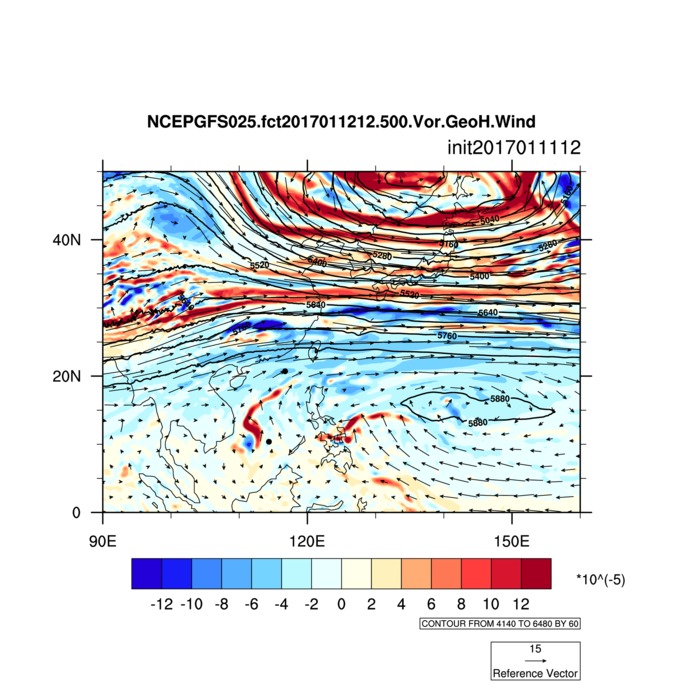 NCEPGFS025.fct2017011212.500.Vor.GeoH.Wind
init2017011112
40N
20N
0
90E
120E
150E
5040
5160
5280
5280
5400
5400
5520
5520
5640
5640
5760
5880
5880
-12 -10 -8 -6 -4 -2 0 2 4 6 8 10 12
*10^(-5)
CONTOUR FROM 4140 TO 6480 BY 60
15
Reference Vector